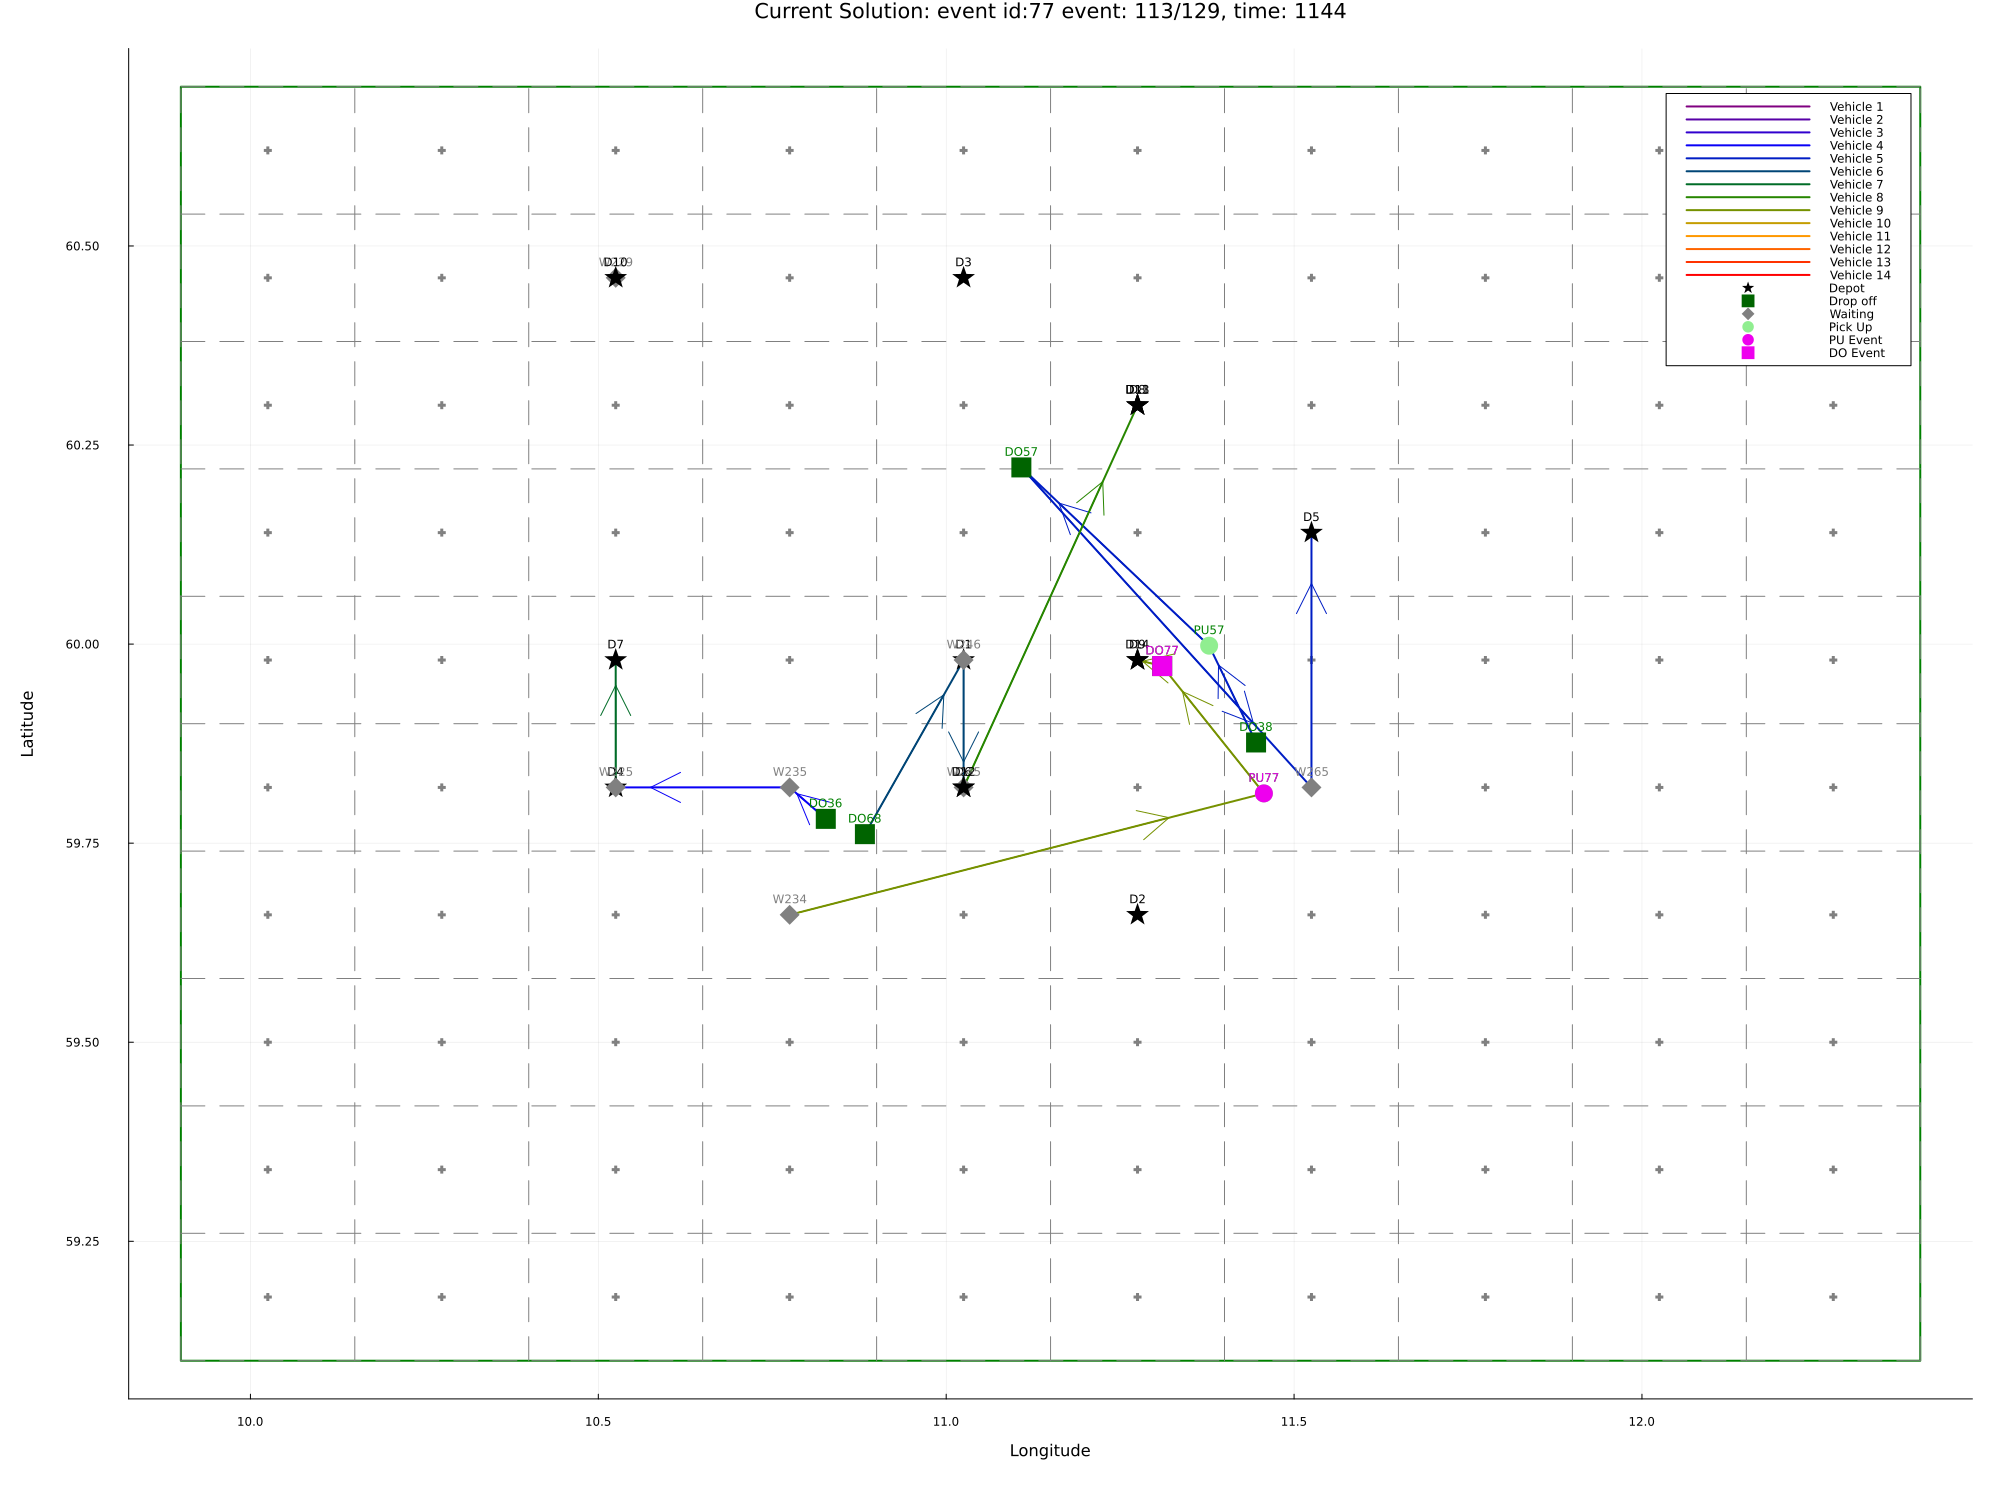 Current Solution: event id:77 event: 113/129, time: 1144
Vehicle 1
Vehicle 2
Vehicle 3
Vehicle 4
Vehicle 5
Vehicle 6
Vehicle 7
Vehicle 8
Vehicle 9
Vehicle 10
Vehicle 11
Vehicle 12
Vehicle 13
Vehicle 14
Depot
Drop off
Waiting
Pick Up
PU Event
DO Event
60.50
D10
D3
60.25
DO57
D5
PU57
60.00
D7
D1
DO77
DO38
Latitude
D4
W235
PU77
W265
DO36
DO68
59.75
W234
D2
59.50
59.25
10.0
10.5
11.0
11.5
12.0
Longitude